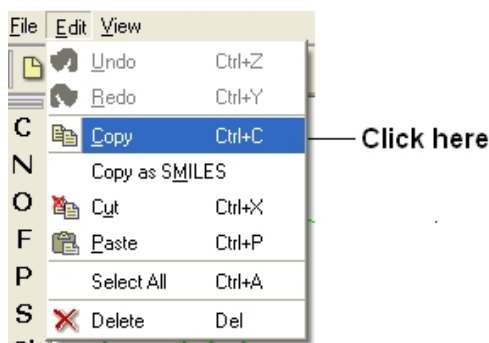 File Edit View
Undo Ctrl+Z
Redo Ctrl+Y
C Copy Ctrl+C Click here
N Copy as SMILES
O Cut Ctrl+X
F Paste Ctrl+P
P Select All Ctrl+A
S Delete Del